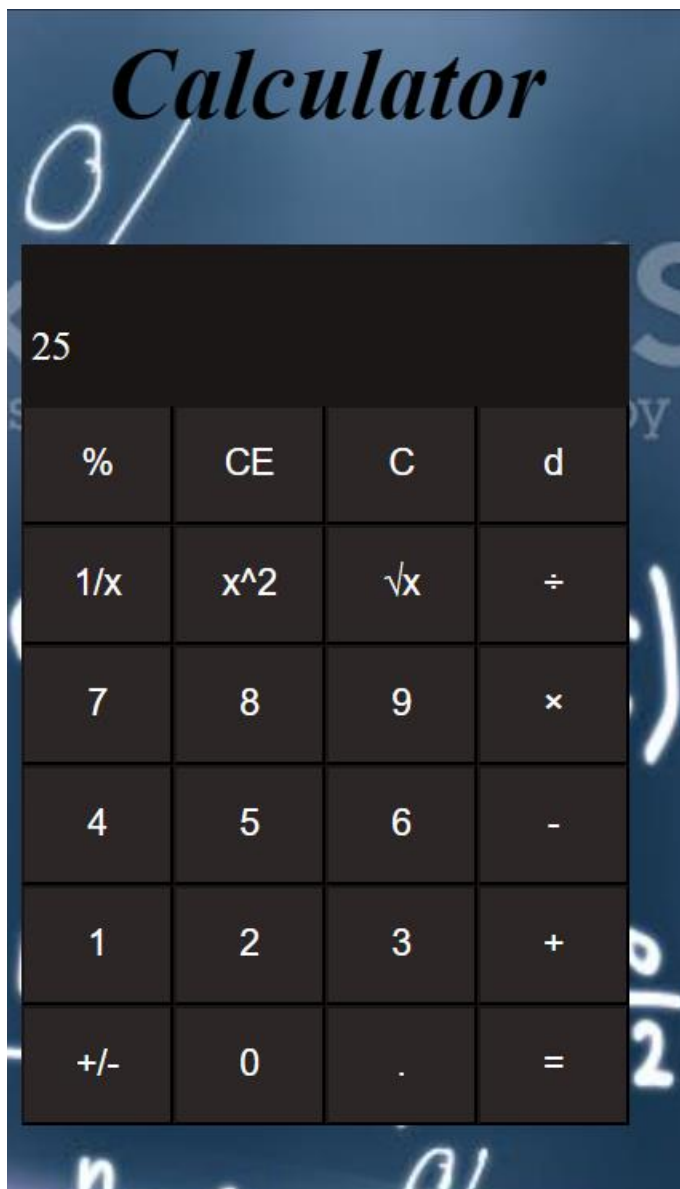 Calculator
25
% CE C d
1/x x^2 √x ÷
7 8 9 ×
4 5 6 -
1 2 3 +
+/- 0 . =